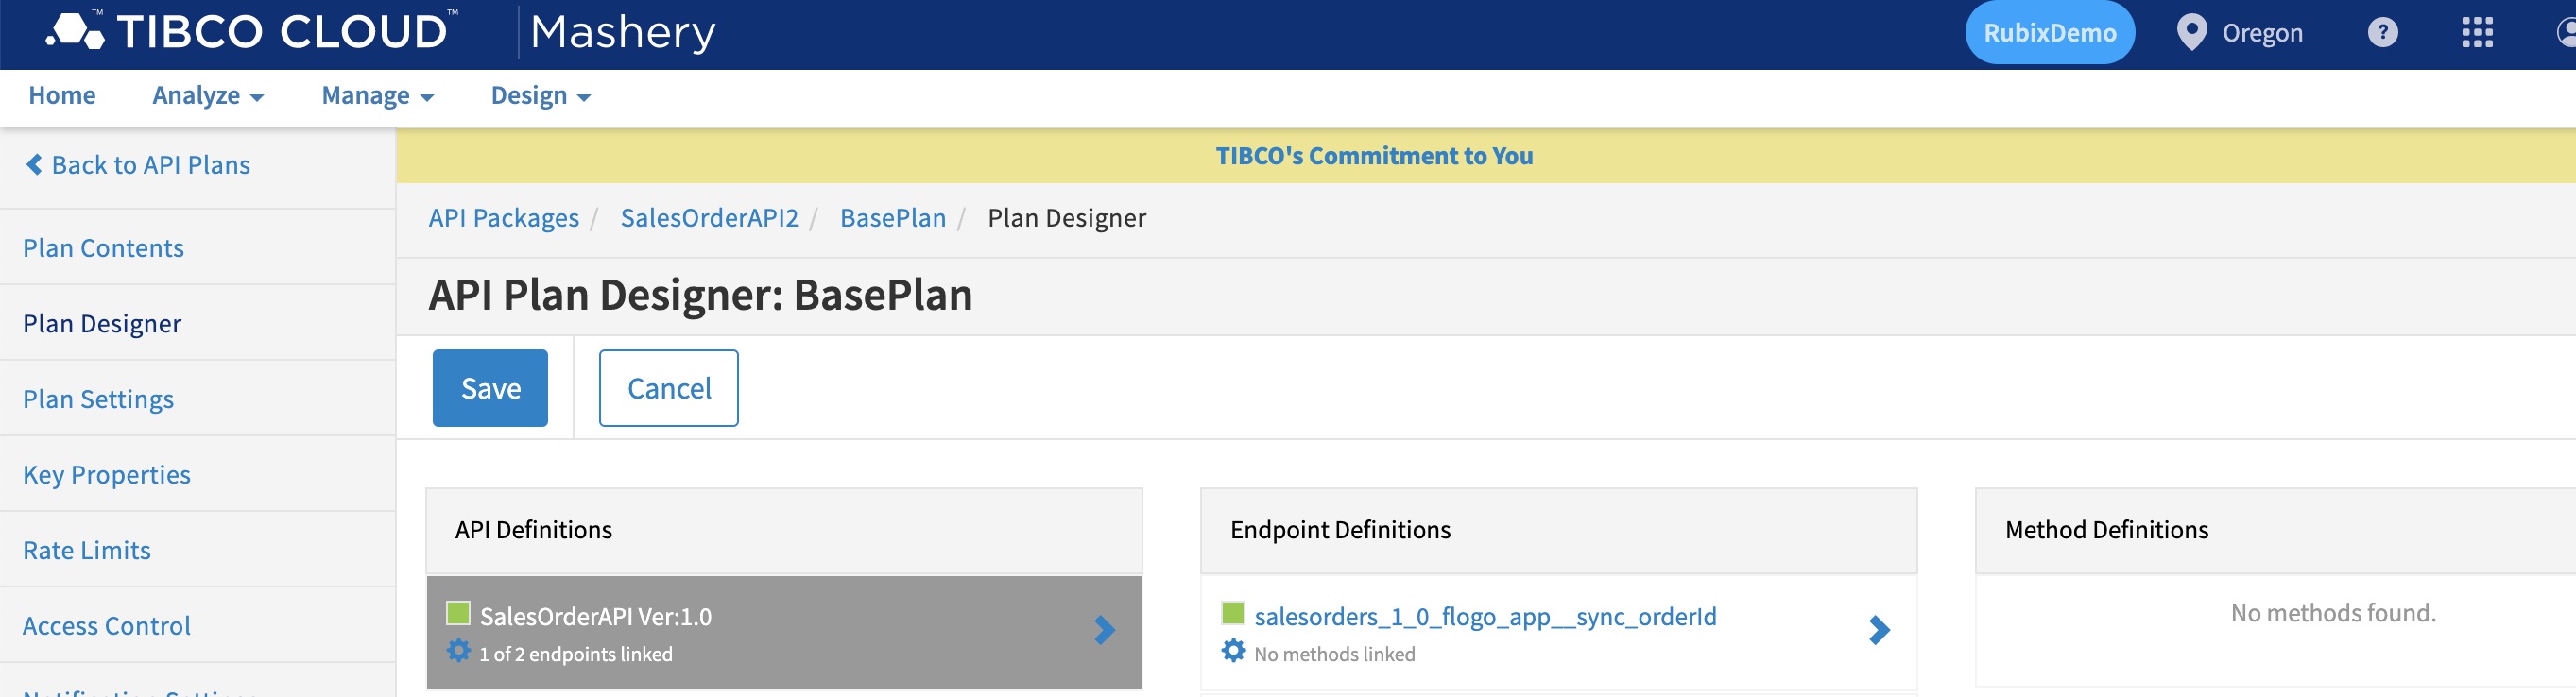 TIBCO CLOUD™ | Mashery
RubixDemo
Oregon
?
Home
Analyze
Manage
Design
Back to API Plans
Plan Contents
Plan Designer
Plan Settings
Key Properties
Rate Limits
Access Control
TIBCO's Commitment to You
API Packages / SalesOrderAPI2 / BasePlan / Plan Designer
API Plan Designer: BasePlan
Save
Cancel
API Definitions
SalesOrderAPI Ver:1.0
1 of 2 endpoints linked
Endpoint Definitions
salesorders_1_0_flogo_app__sync_orderId
No methods linked
Method Definitions
No methods found.